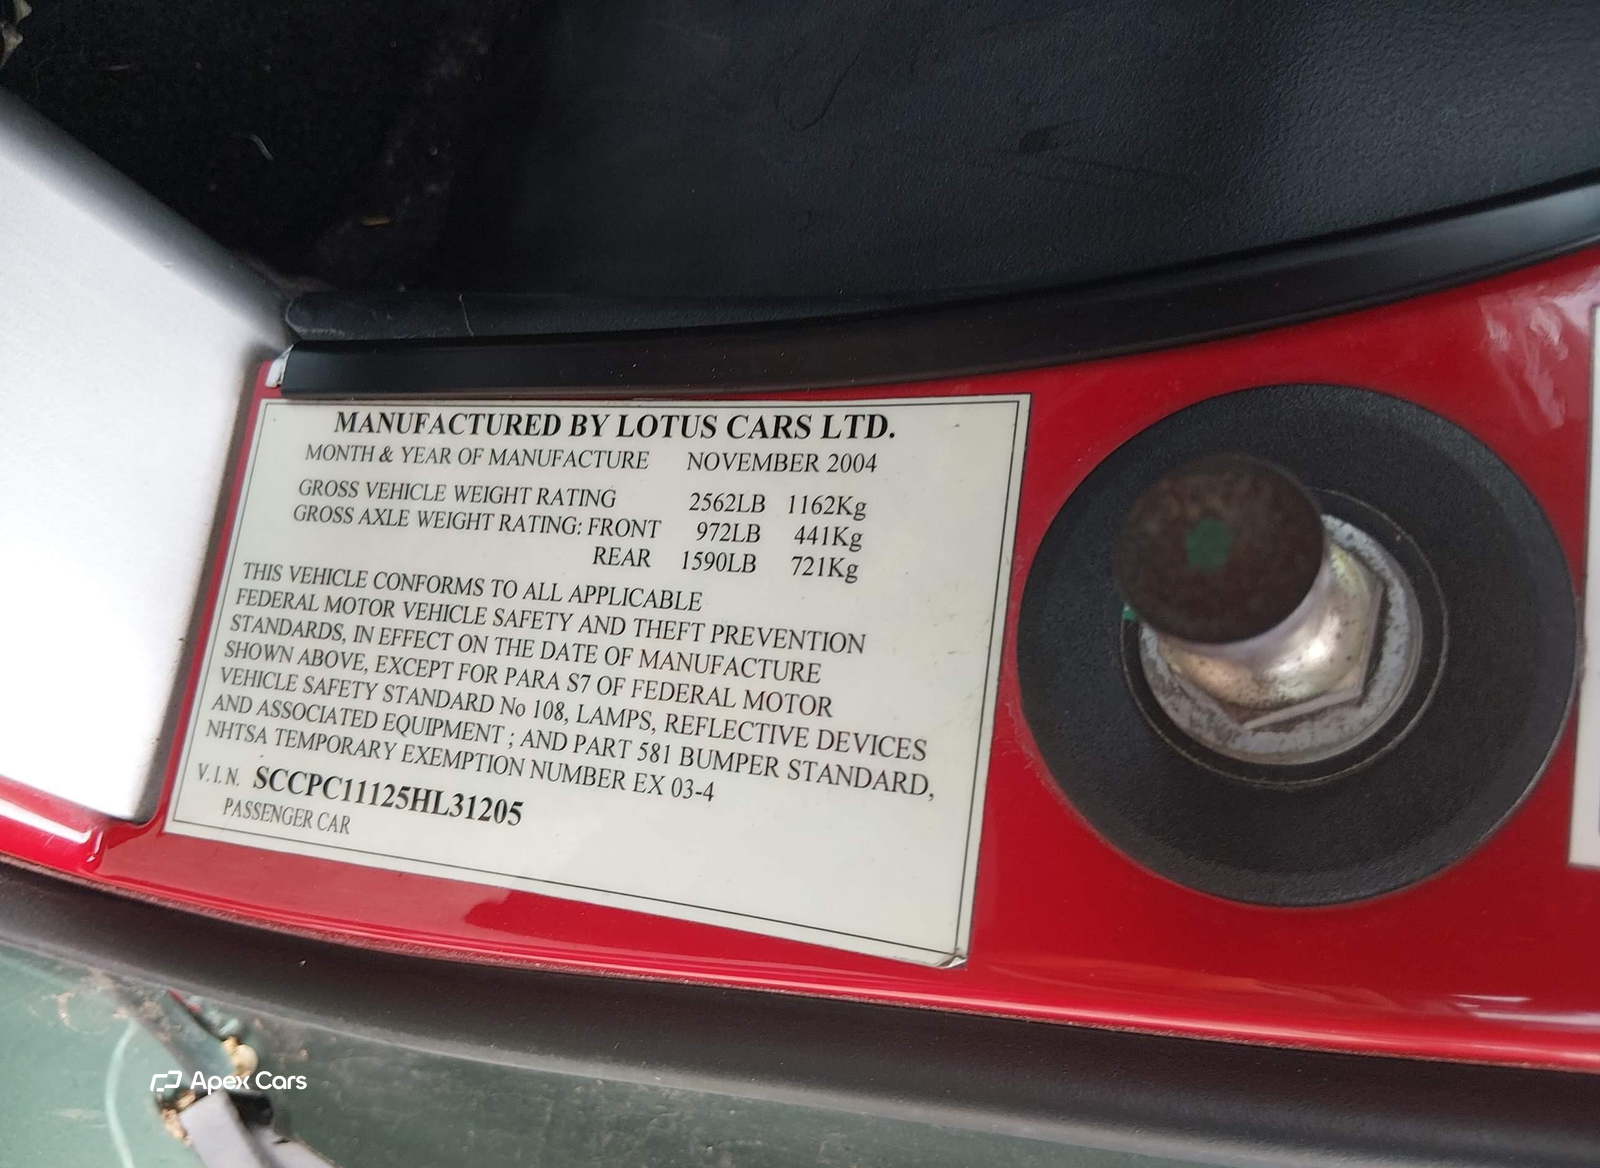 MANUFACTURED BY LOTUS CARS LTD.
MONTH & YEAR OF MANUFACTURE NOVEMBER 2004
GROSS VEHICLE WEIGHT RATING 2562LB 1162Kg
GROSS AXLE WEIGHT RATING: FRONT 972LB 441Kg
REAR 1590LB 721Kg
THIS VEHICLE CONFORMS TO ALL APPLICABLE
FEDERAL MOTOR VEHICLE SAFETY AND THEFT PREVENTION
STANDARDS, IN EFFECT ON THE DATE OF MANUFACTURE
SHOWN ABOVE, EXCEPT FOR PARA S7 OF FEDERAL MOTOR
VEHICLE SAFETY STANDARD No 108, LAMPS, REFLECTIVE DEVICES
AND ASSOCIATED EQUIPMENT ; AND PART 581 BUMPER STANDARD,
NHTSA TEMPORARY EXEMPTION NUMBER EX 03-4
V.I.N. SCCPC11125HL31205
PASSENGER CAR
Apex Cars